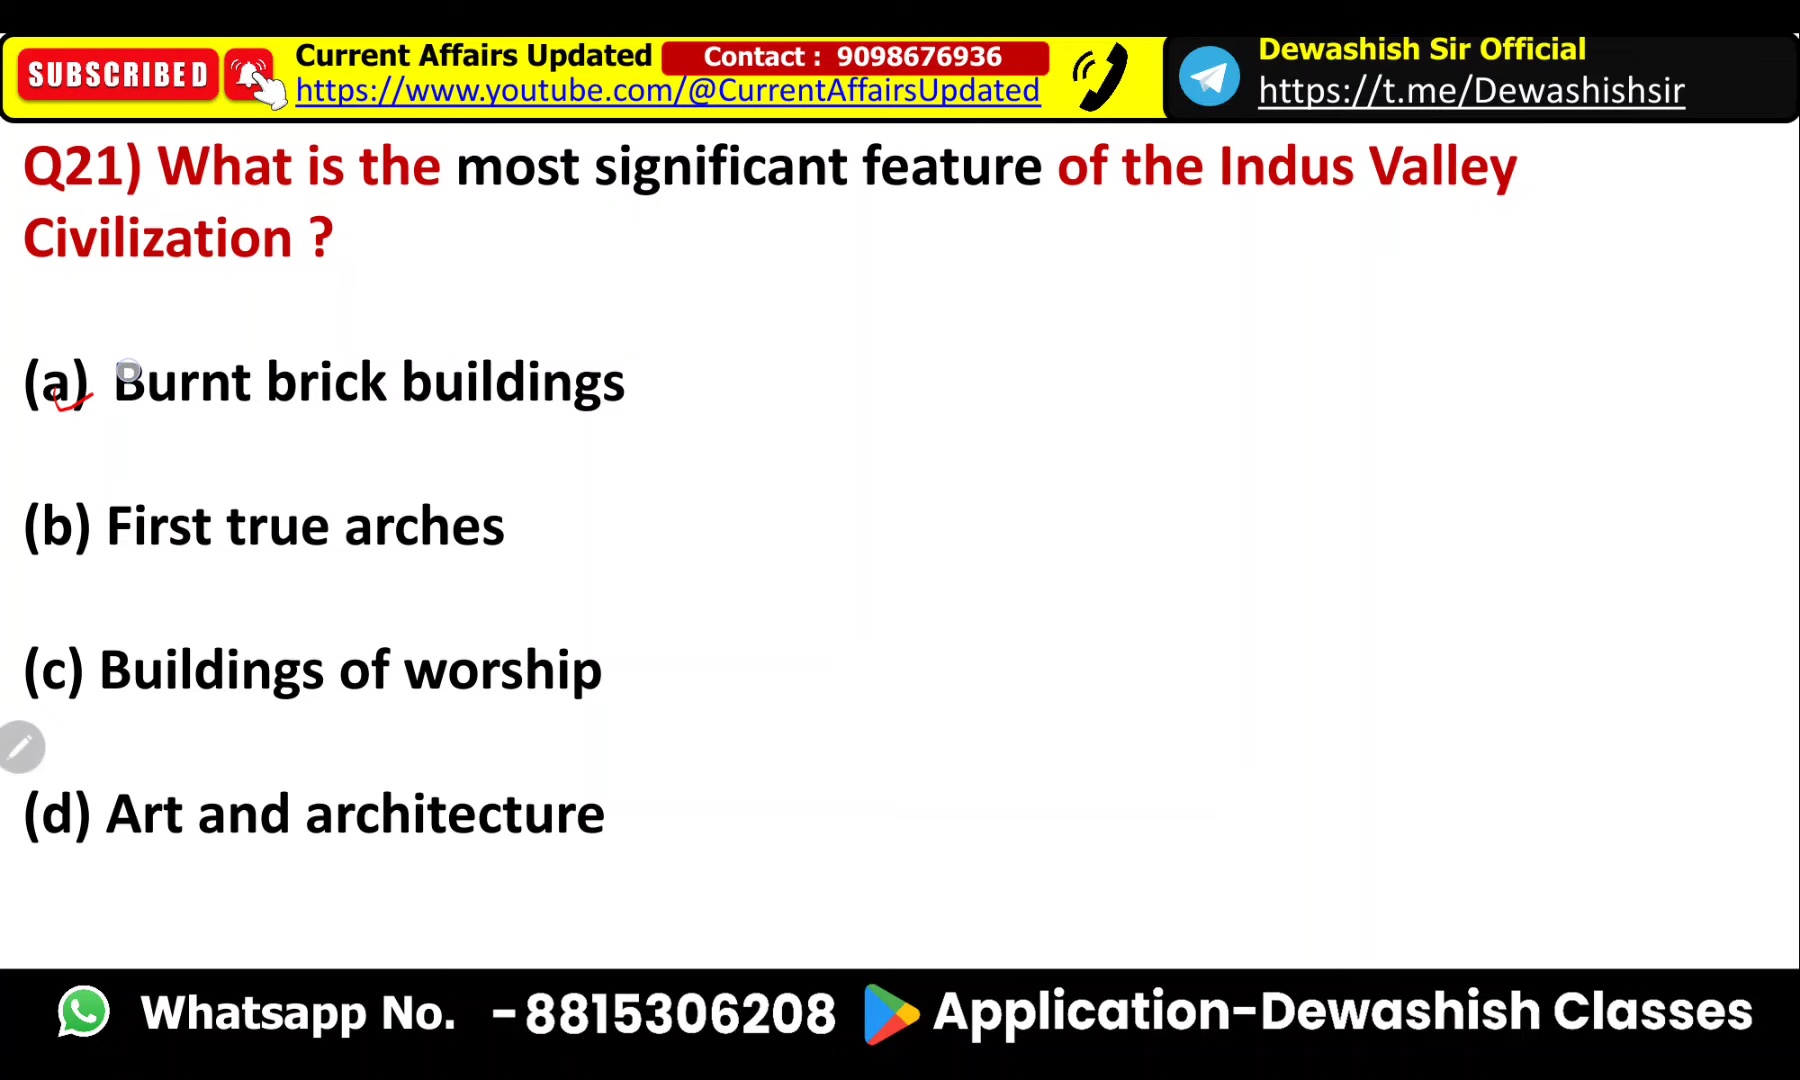 SUBSCRIBED
Current Affairs Updated
Contact : 9098676936
https://www.youtube.com/@CurrentAffairsUpdated
Dewashish Sir Official
https://t.me/Dewashishsir
Q21) What is the most significant feature of the Indus Valley
Civilization ?
(a) Burnt brick buildings
(b) First true arches
(c) Buildings of worship
(d) Art and architecture
Whatsapp No. -8815306208
Application-Dewashish Classes